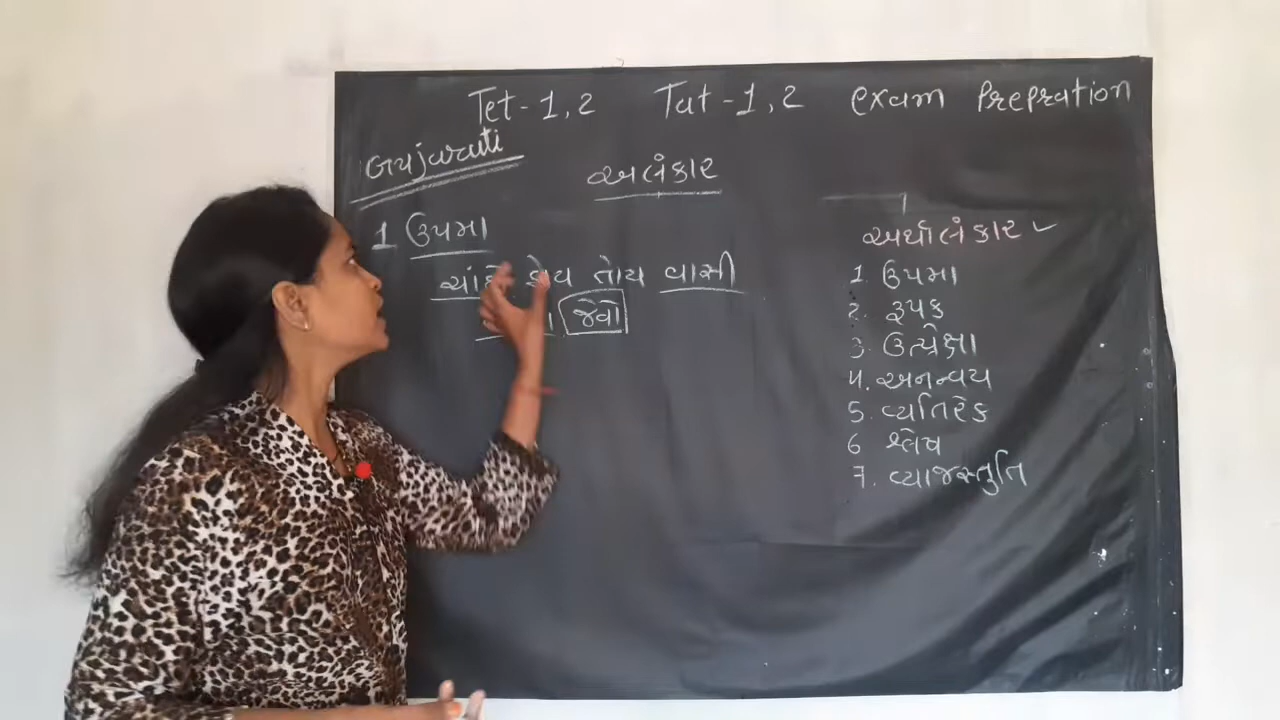 Tet-1,2 Tat-1,2 exam Prepration
Gujarati
અલંકાર
1 ઉપમા
હોય તોય વાસી
જેવો
અર્થાલંકાર
1 ઉપમા
2. રૂપક
3. ઉત્પ્રેક્ષા
4. અનન્વય
5. વ્યતિરેક
6 શ્લેષ
7. વ્યાજસ્તુતિ